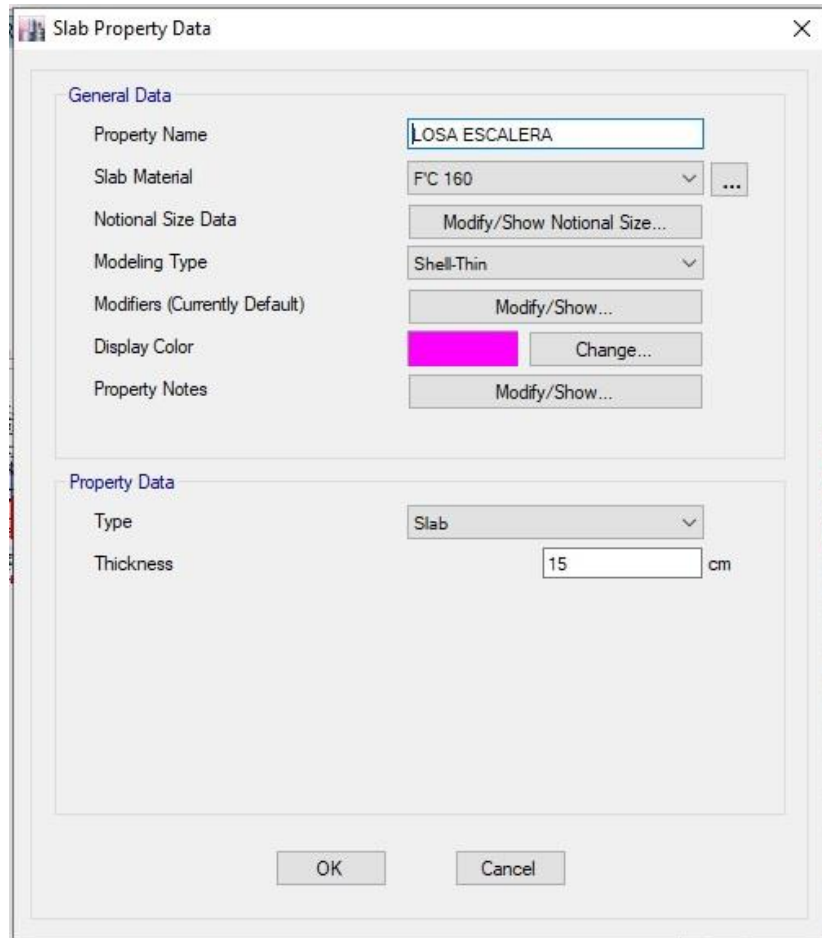 Slab Property Data
General Data
Property Name LOSA ESCALERA
Slab Material F'C 160 ...
Notional Size Data Modify/Show Notional Size...
Modeling Type Shell-Thin
Modifiers (Currently Default) Modify/Show...
Display Color Change...
Property Notes Modify/Show...
Property Data
Type Slab
Thickness 15 cm
OK Cancel